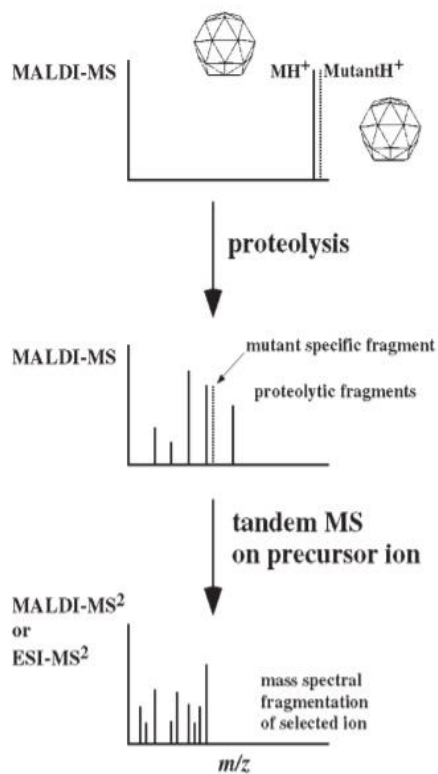 MALDI-MS
MH⁺
MutantH⁺
proteolysis
MALDI-MS
mutant specific fragment
proteolytic fragments
tandem MS
on precursor ion
MALDI-MS²
or
ESI-MS²
mass spectral
fragmentation
of selected ion
m/z